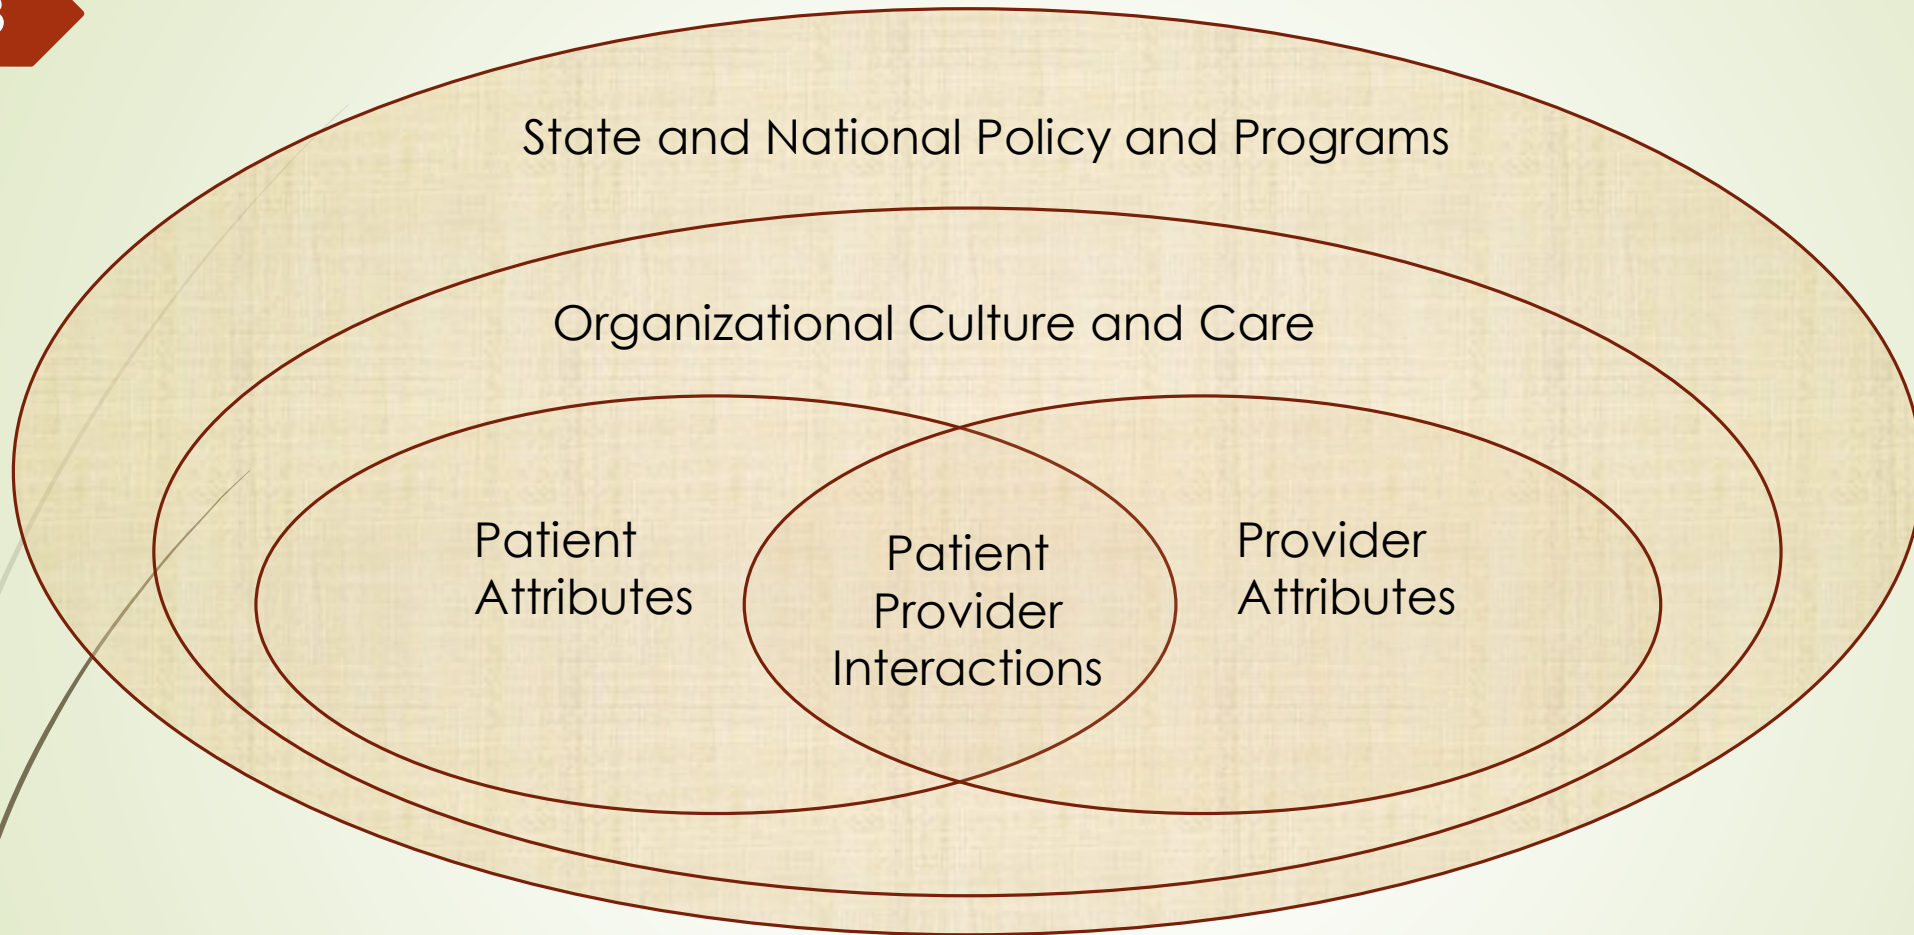 State and National Policy and Programs
Organizational Culture and Care
Patient
Attributes
Patient
Provider
Interactions
Provider
Attributes